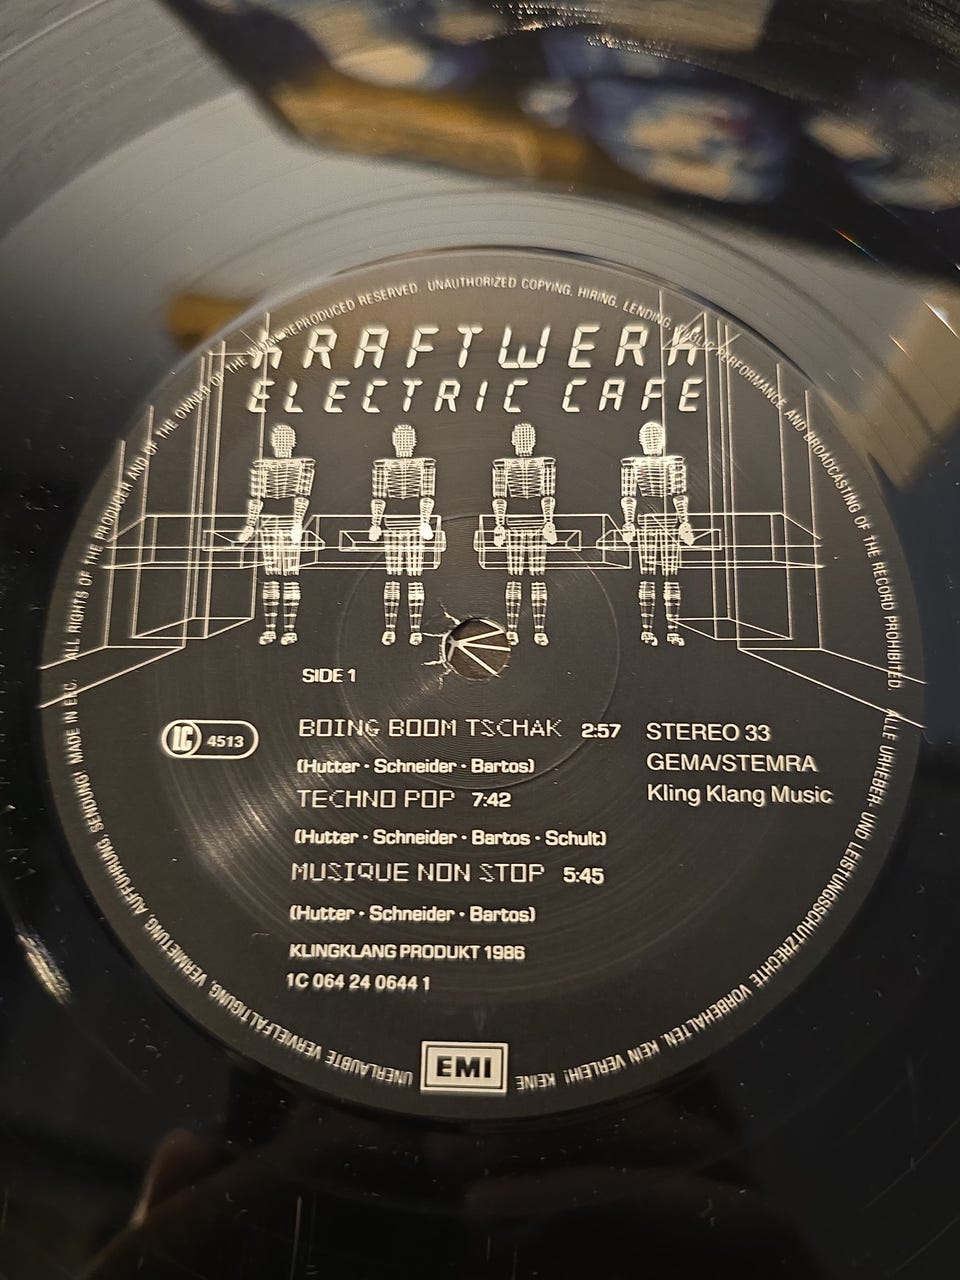 ALL RIGHTS OF THE PRODUCER AND OF THE OWNER OF THE WORK REPRODUCED RESERVED. UNAUTHORIZED COPYING, HIRING, LENDING, PUBLIC PERFORMANCE AND BROADCASTING OF THE RECORD PROHIBITED.
KRAFTWERK
ELECTRIC CAFE
SIDE 1
LC 4513
BOING BOOM TSCHAK 2:57
(Hutter · Schneider · Bartos)
TECHNO POP 7:42
(Hutter · Schneider · Bartos · Schult)
MUSIQUE NON STOP 5:45
(Hutter · Schneider · Bartos)
KLINGKLANG PRODUKT 1986
1C 064 24 0644 1
STEREO 33
GEMA/STEMRA
Kling Klang Music
ALLE URHEBER- UND LEISTUNGSSCHUTZRECHTE VORBEHALTEN. KEIN VERLEIH! KEINE
EMI
UNERLAUBTE VERVIELFÄLTIGUNG, VERMIETUNG, AUFFÜHRUNG, SENDUNG! MADE IN EEC.